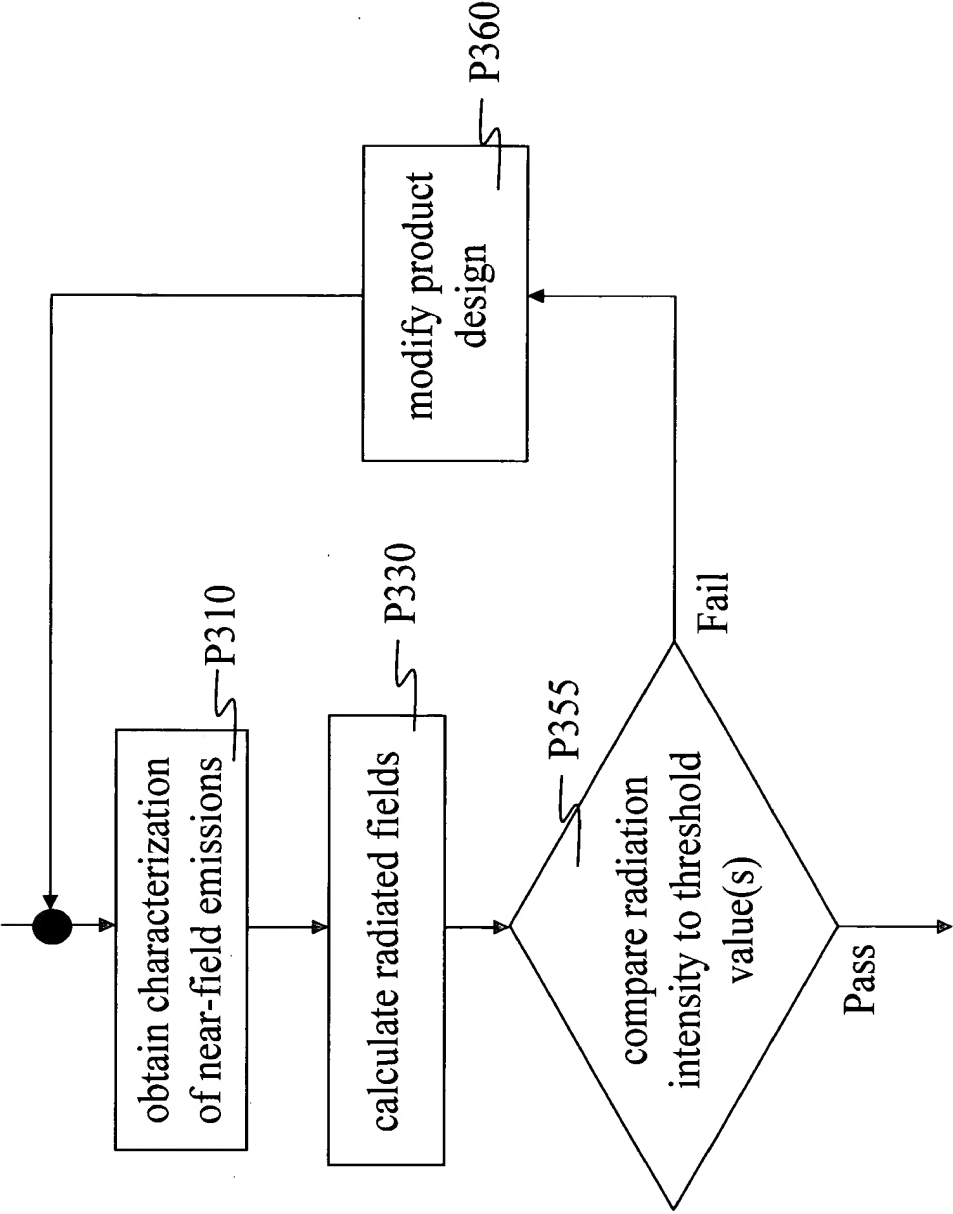 obtain characterization
of near-field emissions
P310
calculate radiated fields
P330
compare radiation
intensity to threshold
value(s)
P355
Pass
Fail
modify product
design
P360